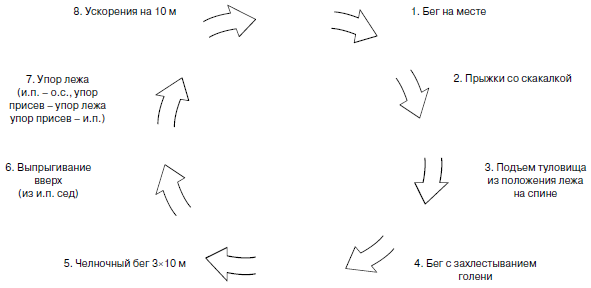 8. Ускорения на 10 м
1. Бег на месте
2. Прыжки со скакалкой
7. Упор лежа
(и.п. – о.с., упор
присев – упор лежа
упор присев – и.п.)
3. Подъем туловища
из положения лежа
на спине
6. Выпрыгивание
вверх
(из и.п. сед)
5. Челночный бег 3×10 м
4. Бег с захлестыванием
голени